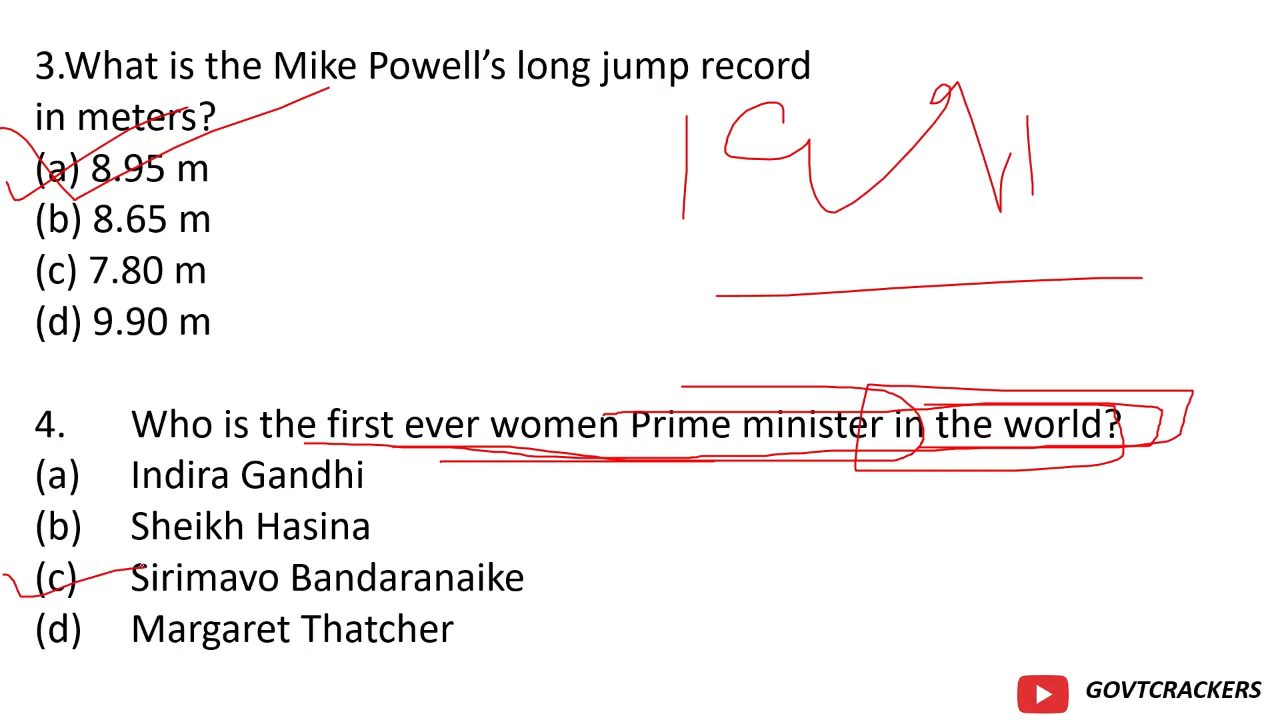 3.What is the Mike Powell's long jump record
in meters?
(a) 8.95 m
(b) 8.65 m
(c) 7.80 m
(d) 9.90 m
1991
4. Who is the first ever women Prime minister in the world?
(a) Indira Gandhi
(b) Sheikh Hasina
(c) Sirimavo Bandaranaike
(d) Margaret Thatcher
GOVTCRACKERS